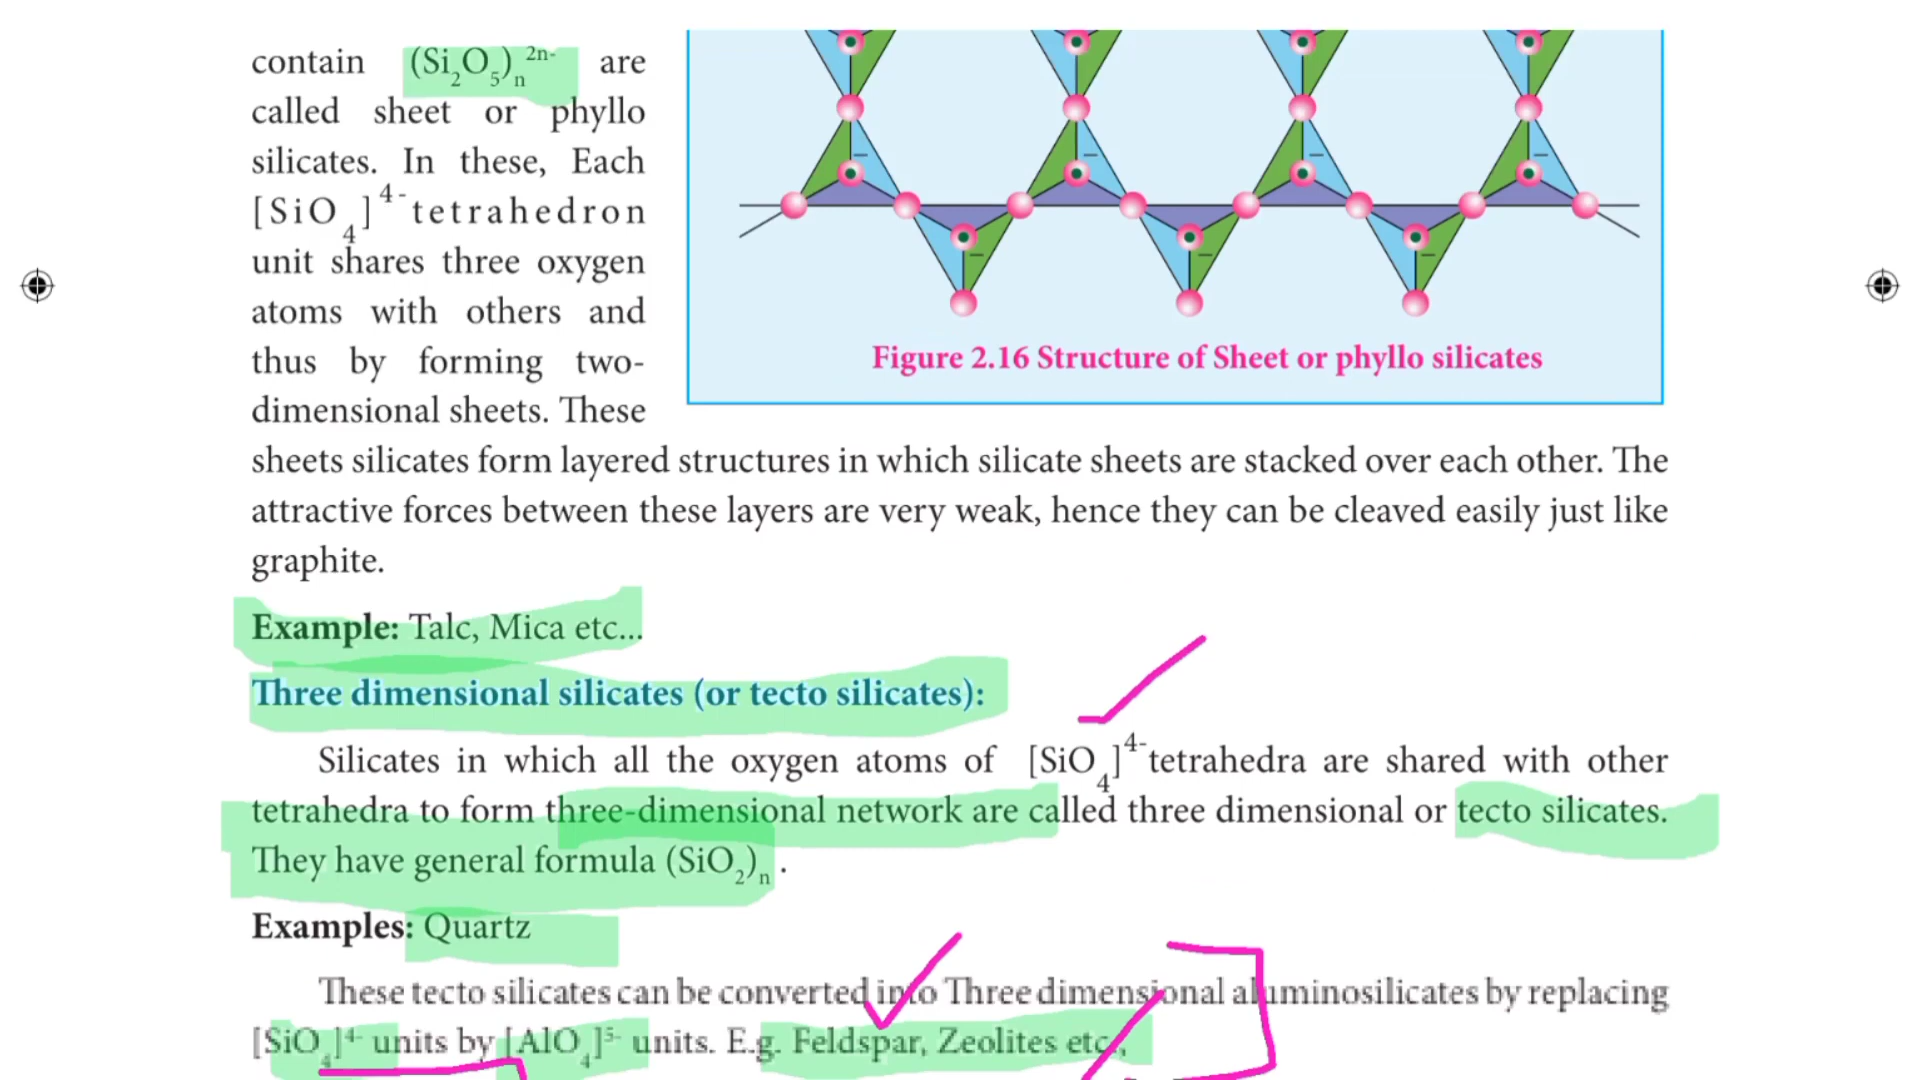 contain (Si₂O₅)ₙ²ⁿ⁻ are
called sheet or phyllo
silicates. In these, Each
[SiO₄]⁴⁻ tetrahedron
unit shares three oxygen
atoms with others and
thus by forming two-
dimensional sheets. These
Figure 2.16 Structure of Sheet or phyllo silicates
sheets silicates form layered structures in which silicate sheets are stacked over each other. The
attractive forces between these layers are very weak, hence they can be cleaved easily just like
graphite.
Example: Talc, Mica etc...
Three dimensional silicates (or tecto silicates):
Silicates in which all the oxygen atoms of [SiO₄]⁴⁻ tetrahedra are shared with other
tetrahedra to form three-dimensional network are called three dimensional or tecto silicates.
They have general formula (SiO₂)ₙ .
Examples: Quartz
These tecto silicates can be converted into Three dimensional aluminosilicates by replacing
[SiO₄]⁴⁻ units by [AlO₄]⁵⁻ units. E.g. Feldspar, Zeolites etc.,